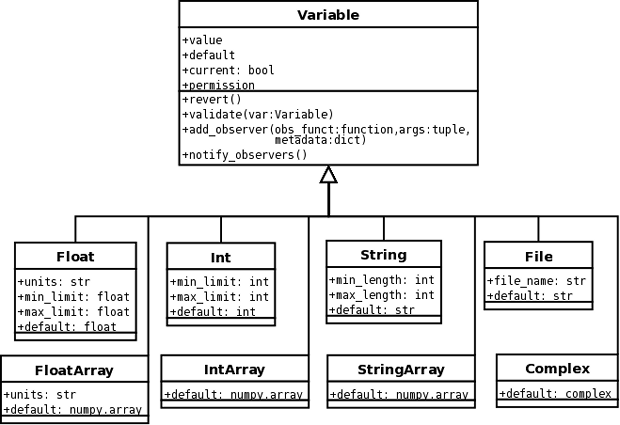 Variable
+value
+default
+current: bool
+permission
+revert()
+validate(var:Variable)
+add_observer(obs_funct:function,args:tuple,
metadata:dict)
+notify_observers()
Float
+units: str
+min_limit: float
+max_limit: float
+default: float
Int
+min_limit: int
+max_limit: int
+default: int
String
+min_length: int
+max_length: int
+default: str
File
+file_name: str
+default: str
FloatArray
+units: str
+default: numpy.array
IntArray
+default: numpy.array
StringArray
+default: numpy.array
Complex
+default: complex